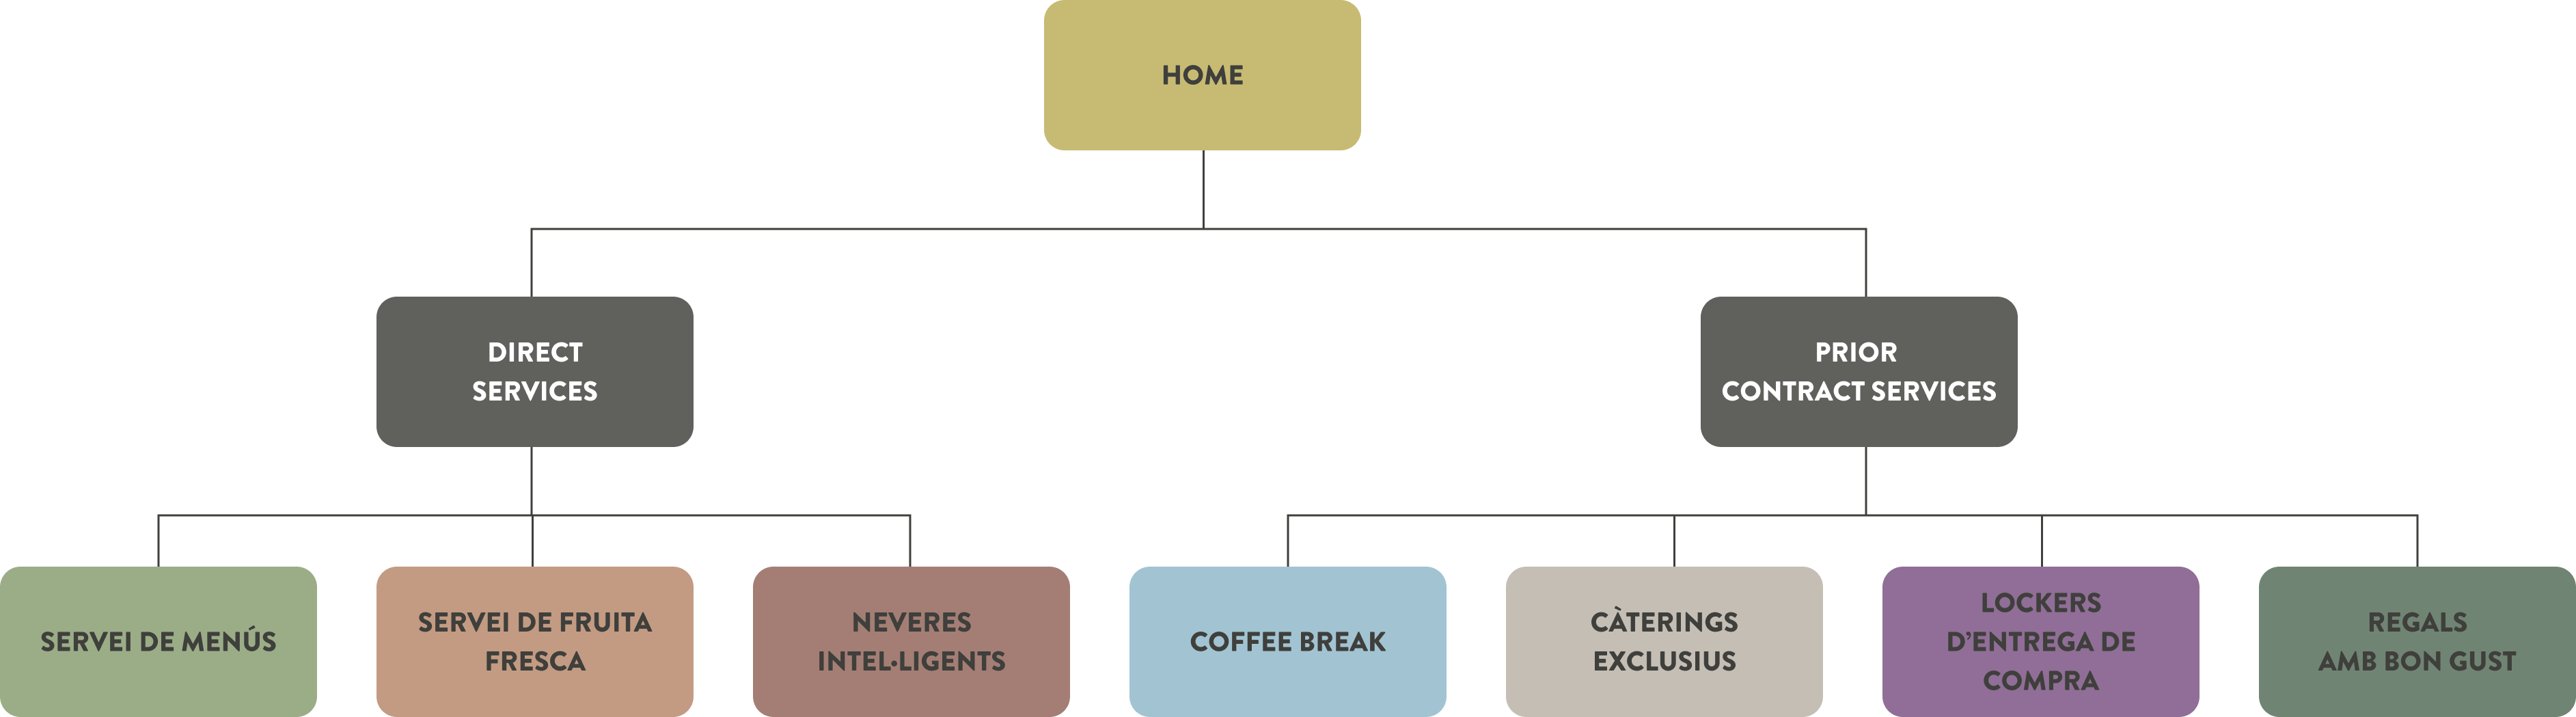 HOME
DIRECT
SERVICES
PRIOR
CONTRACT SERVICES
SERVEI DE MENÚS
SERVEI DE FRUITA
FRESCA
NEVERES
INTEL·LIGENTS
COFFEE BREAK
CÀTERINGS
EXCLUSIUS
LOCKERS
D’ENTREGA DE
COMPRA
REGALS
AMB BON GUST